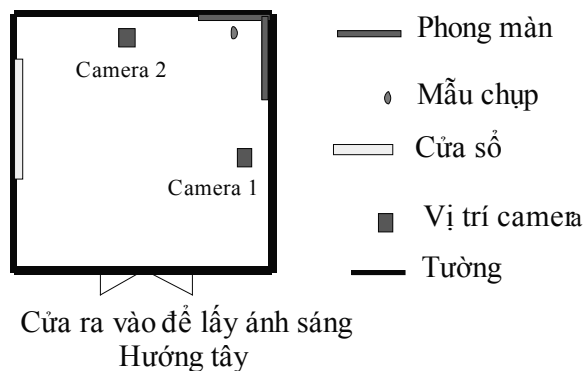 Camera 2
Camera 1
Cửa ra vào để lấy ánh sáng
Hướng tây
Phong màn
Mẫu chụp
Cửa sổ
Vị trí camera
Tường